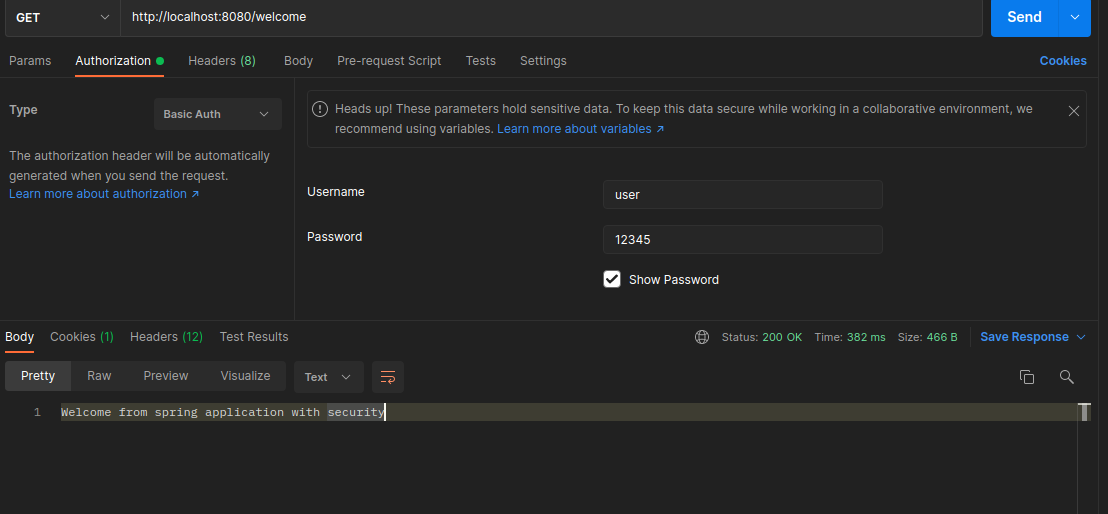 GET
http://localhost:8080/welcome
Send
Params
Authorization
Headers (8)
Body
Pre-request Script
Tests
Settings
Cookies
Type
Basic Auth
The authorization header will be automatically
generated when you send the request.
Learn more about authorization ↗
Heads up! These parameters hold sensitive data. To keep this data secure while working in a collaborative environment, we
recommend using variables. Learn more about variables ↗
Username
user
Password
12345
Show Password
Body
Cookies (1)
Headers (12)
Test Results
Status: 200 OK
Time: 382 ms
Size: 466 B
Save Response
Pretty
Raw
Preview
Visualize
Text
1
Welcome from spring application with security